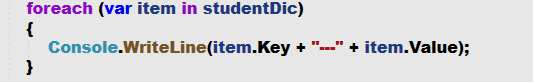 foreach (var item in studentDic)
{
Console.WriteLine(item.Key + "---" + item.Value);
}